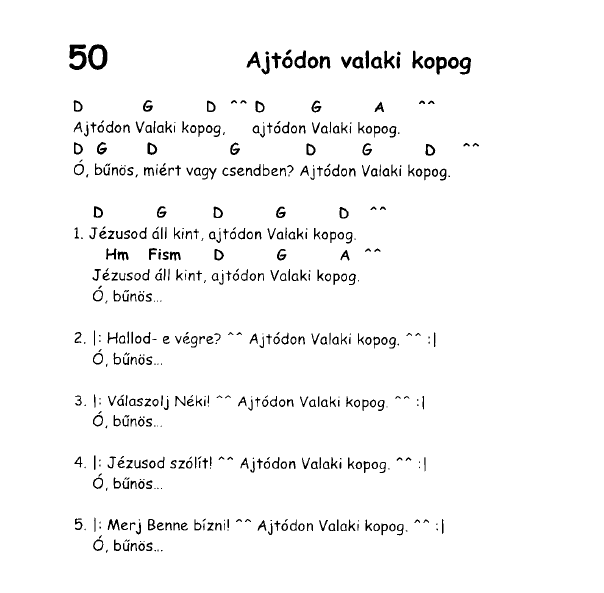 50 Ajtódon valaki kopog
D G D ^^ D G A ^^
Ajtódon Valaki kopog, ajtódon Valaki kopog.
D G D G D G D ^^
Ó, bűnös, miért vagy csendben? Ajtódon Valaki kopog.
D G D G D ^^
1. Jézusod áll kint, ajtódon Valaki kopog.
Hm Fism D G A ^^
Jézusod áll kint, ajtódon Valaki kopog.
Ó, bűnös...
2. |: Hallod- e végre? ^^ Ajtódon Valaki kopog. ^^ :|
Ó, bűnös...
3. |: Válaszolj Néki! ^^ Ajtódon Valaki kopog. ^^ :|
Ó, bűnös...
4. |: Jézusod szólít! ^^ Ajtódon Valaki kopog. ^^ :|
Ó, bűnös...
5. |: Merj Benne bízni! ^^ Ajtódon Valaki kopog. ^^ :|
Ó, bűnös...